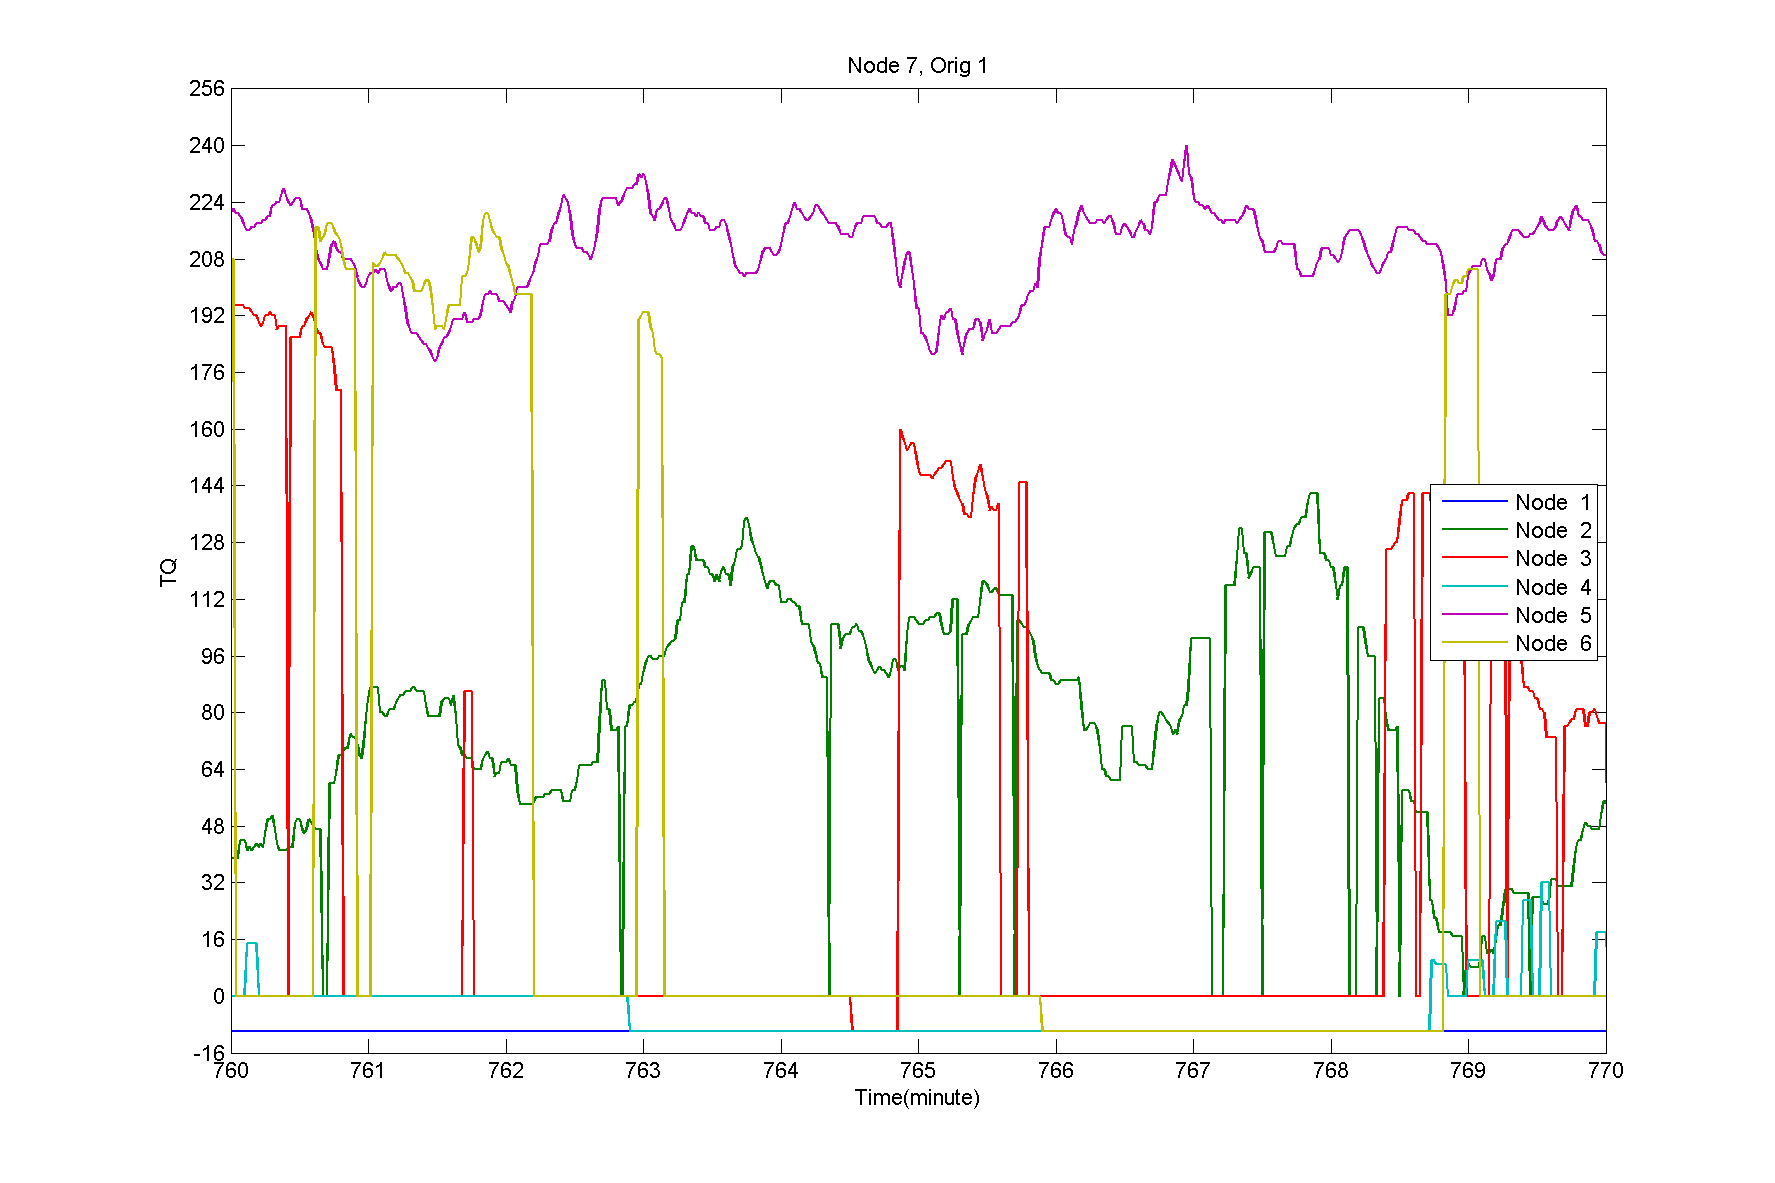 Node 7, Orig 1
256
240
224
208
192
176
160
144
128
112
96
80
64
48
32
16
0
-16
TQ
Node 1
Node 2
Node 3
Node 4
Node 5
Node 6
760 761 762 763 764 765 766 767 768 769 770
Time(minute)